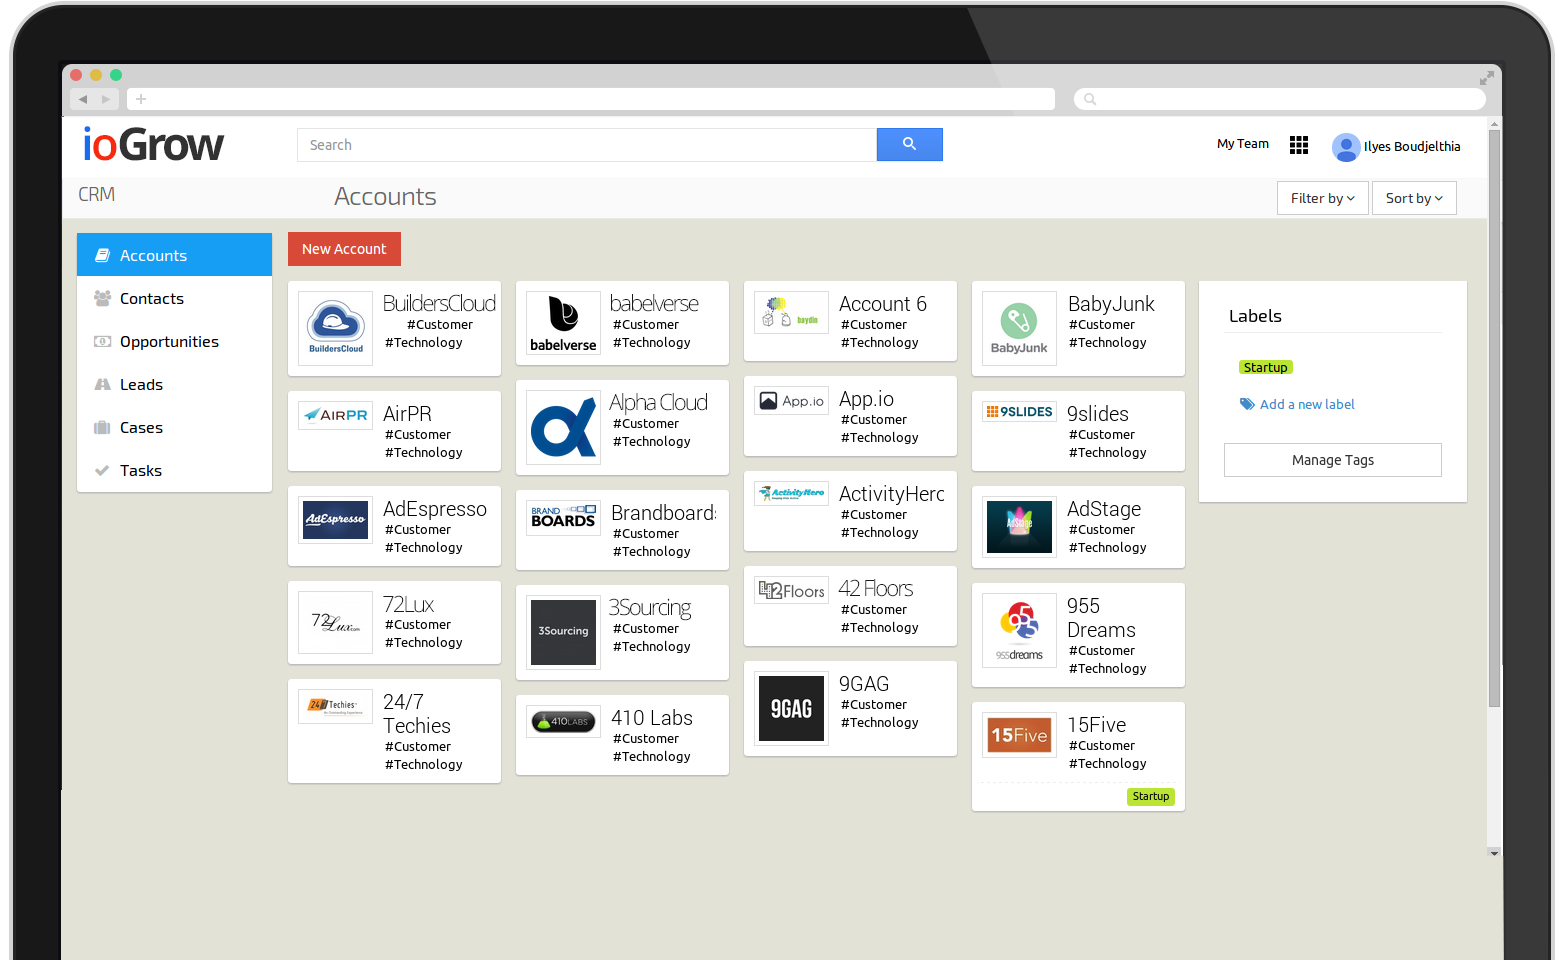 ioGrow
Search
My Team
Ilyes Boudjelthia
CRM
Accounts
Filter by
Sort by
Accounts
Contacts
Opportunities
Leads
Cases
Tasks
New Account
BuildersCloud
BuildersCloud
#Customer
#Technology
AIRPR
AirPR
#Customer
#Technology
AdEspresso
AdEspresso
#Customer
#Technology
72Lux.com
72Lux
#Customer
#Technology
24/7 Techies
24/7
Techies
#Customer
#Technology
babelverse
babelverse
#Customer
#Technology
Alpha Cloud
#Customer
#Technology
BRAND
BOARDS
Brandboards
#Customer
#Technology
3Sourcing
3Sourcing
#Customer
#Technology
410LABS
410 Labs
#Customer
#Technology
baydin
Account 6
#Customer
#Technology
App.io
App.io
#Customer
#Technology
ActivityHero
ActivityHero
#Customer
#Technology
42Floors
42 Floors
#Customer
#Technology
9GAG
9GAG
#Customer
#Technology
BabyJunk
BabyJunk
#Customer
#Technology
9SLIDES
9slides
#Customer
#Technology
AdStage
AdStage
#Customer
#Technology
955
955dreams
955
Dreams
#Customer
#Technology
15Five
15Five
#Customer
#Technology
Startup
Labels
Startup
Add a new label
Manage Tags